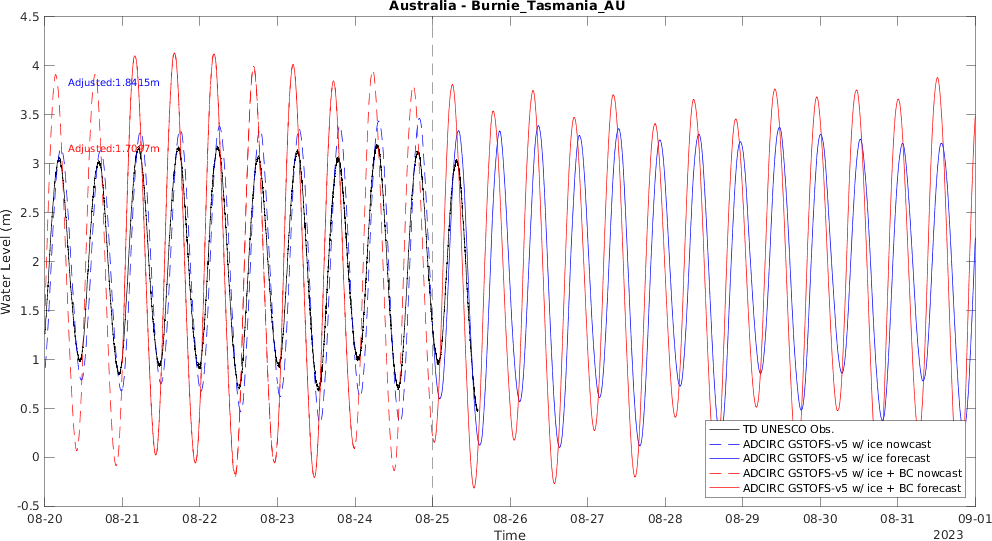 Australia - Burnie_Tasmania_AU
4.5
4
3.5
3
2.5
2
1.5
1
0.5
0
-0.5
Water Level (m)
Adjusted:1.8415m
Adjusted:1.7097m
TD UNESCO Obs.
ADCIRC GSTOFS-v5 w/ ice nowcast
ADCIRC GSTOFS-v5 w/ ice forecast
ADCIRC GSTOFS-v5 w/ ice + BC nowcast
ADCIRC GSTOFS-v5 w/ ice + BC forecast
08-20 08-21 08-22 08-23 08-24 08-25 08-26 08-27 08-28 08-29 08-30 08-31 09-01
Time
2023